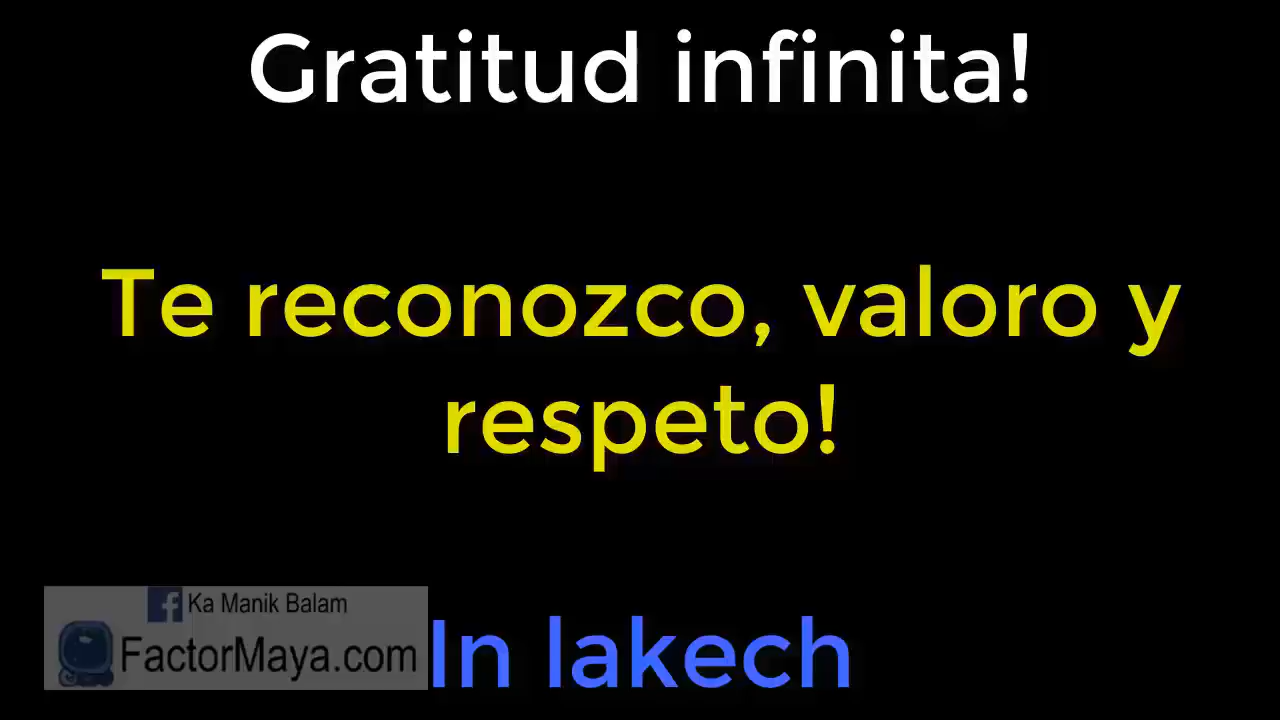 Gratitud infinita!
Te reconozco, valoro y
respeto!
Ka Manik Balam
FactorMaya.com
In lakech